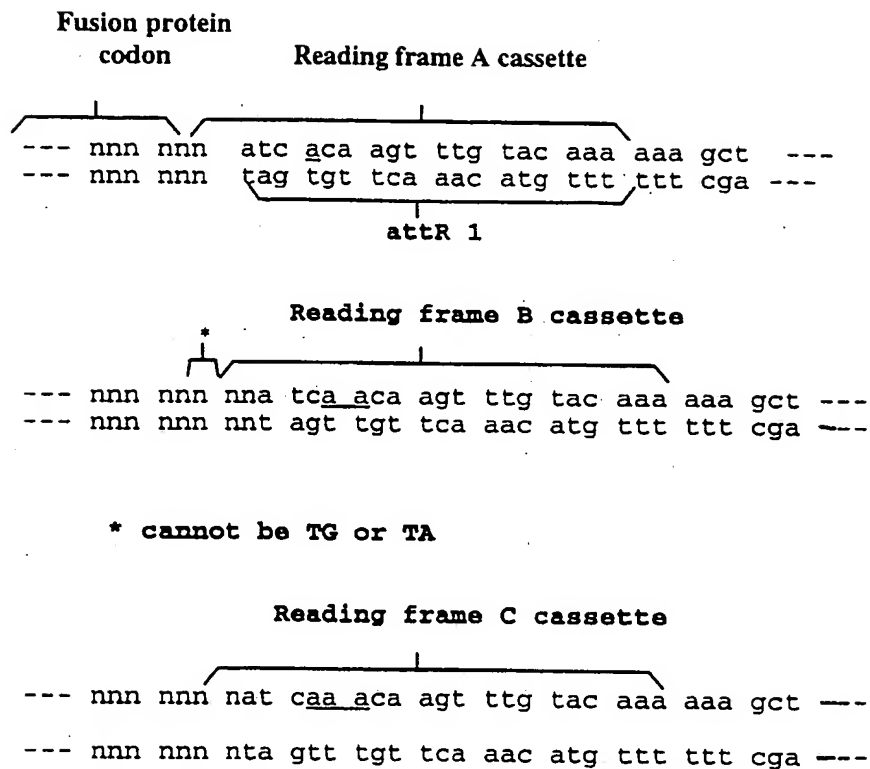 Fusion protein
codon
Reading frame A cassette
--- nnn nnn atc aca agt ttg tac aaa aaa gct ---
--- nnn nnn tag tgt tca aac atg ttt ttt cga ---
attR 1
Reading frame B cassette
*
--- nnn nnn nna tca aca agt ttg tac aaa aaa gct ---
--- nnn nnn nnt agt tgt tca aac atg ttt ttt cga ---
* cannot be TG or TA
Reading frame C cassette
--- nnn nnn nat caa aca agt ttg tac aaa aaa gct ---
--- nnn nnn nta gtt tgt tca aac atg ttt ttt cga ---